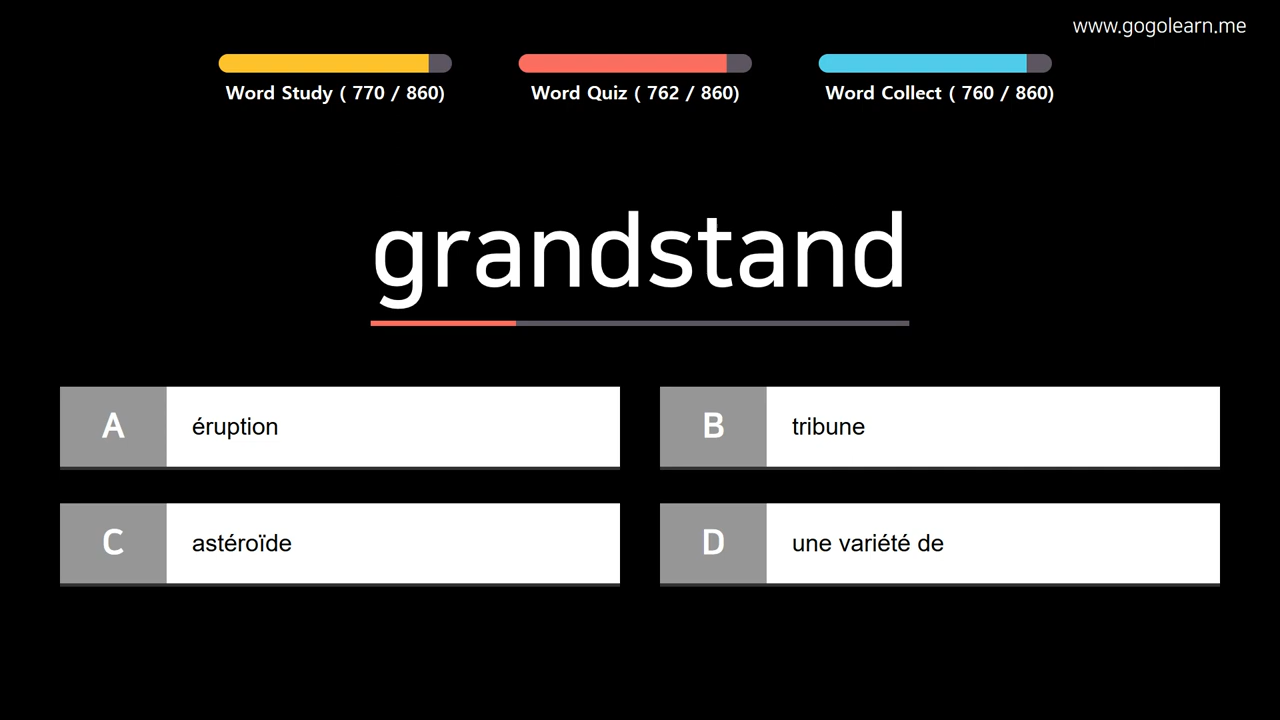 www.gogolearn.me
Word Study ( 770 / 860)
Word Quiz ( 762 / 860)
Word Collect ( 760 / 860)
grandstand
A
éruption
B
tribune
C
astéroïde
D
une variété de